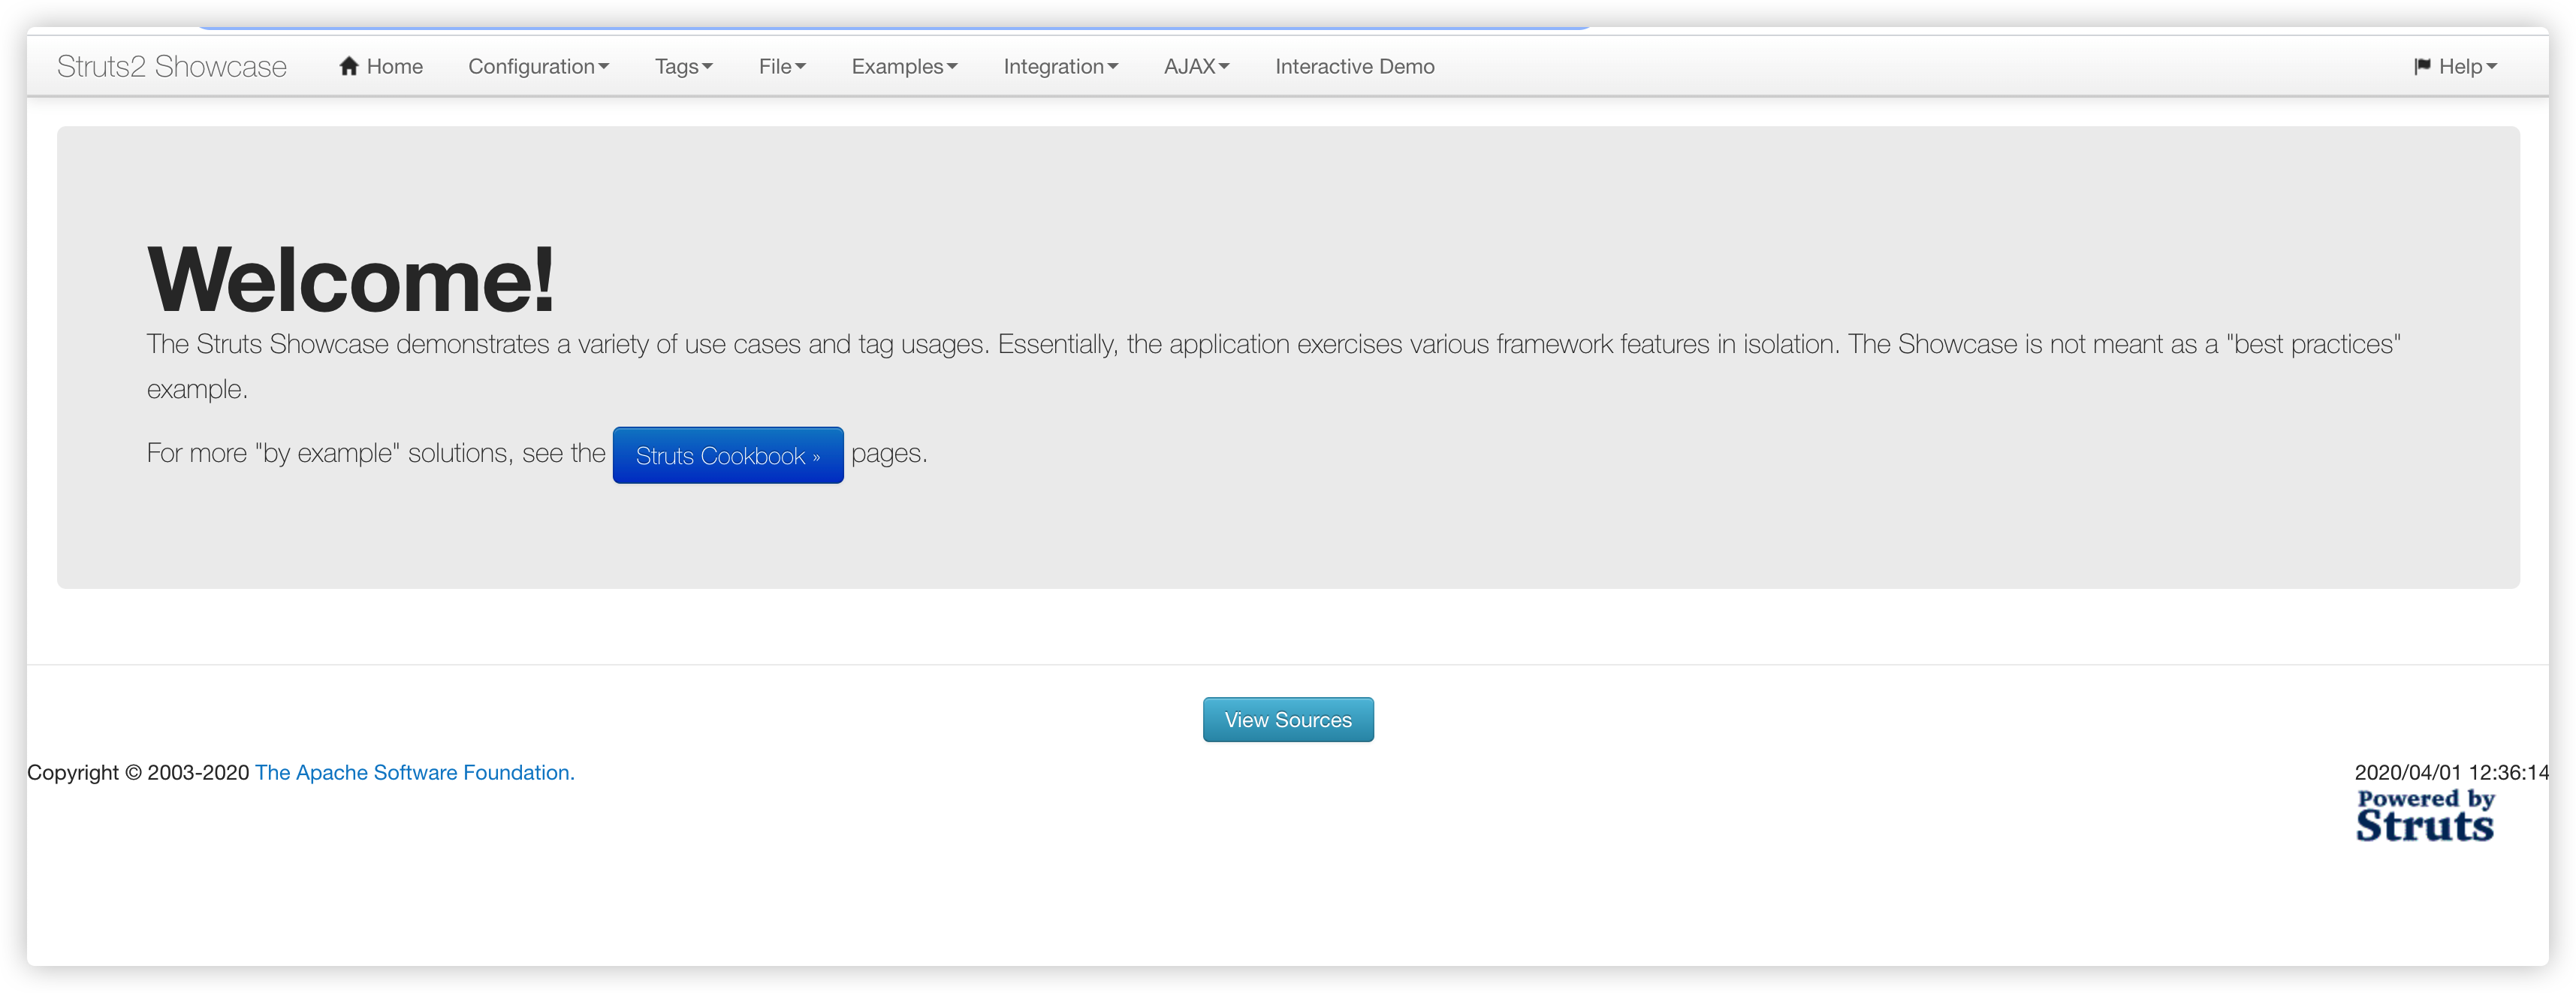 Struts2 Showcase Home Configuration Tags File Examples Integration AJAX Interactive Demo Help
Welcome!
The Struts Showcase demonstrates a variety of use cases and tag usages. Essentially, the application exercises various framework features in isolation. The Showcase is not meant as a "best practices"
example.
For more "by example" solutions, see the Struts Cookbook » pages.
View Sources
Copyright © 2003-2020 The Apache Software Foundation. 2020/04/01 12:36:14
Powered by
Struts